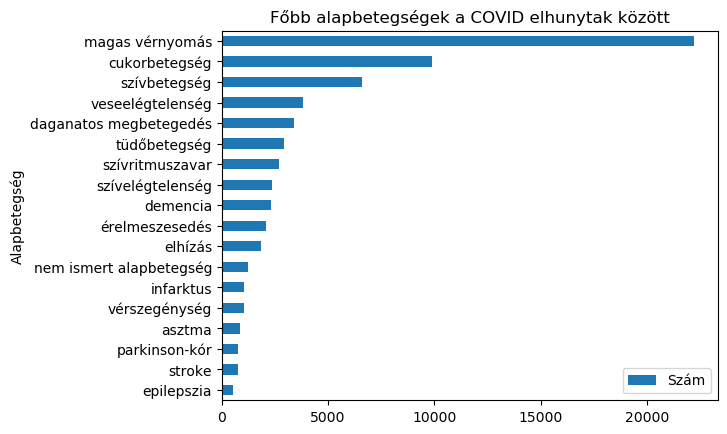 Főbb alapbetegségek a COVID elhunytak között
Alapbetegség
magas vérnyomás
cukorbetegség
szívbetegség
veseelégtelenség
daganatos megbetegedés
tüdőbetegség
szívritmuszavar
szívelégtelenség
demencia
érelmeszesedés
elhízás
nem ismert alapbetegség
infarktus
vérszegénység
asztma
parkinson-kór
stroke
epilepszia
Szám
0 5000 10000 15000 20000